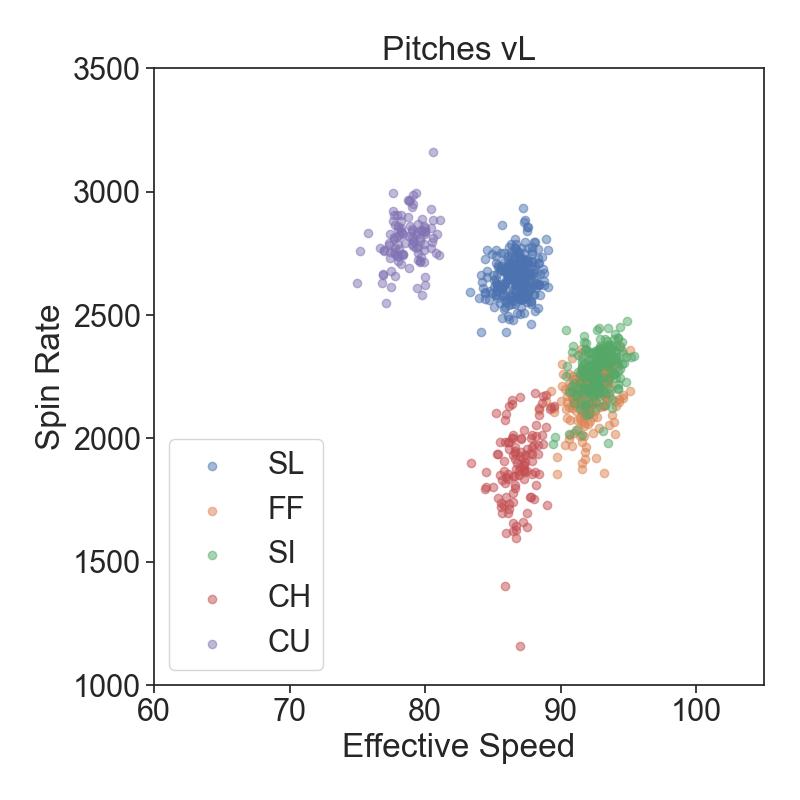 Pitches vL
3500
3000
2500
2000
1500
1000
Spin Rate
SL
FF
SI
CH
CU
60 70 80 90 100
Effective Speed